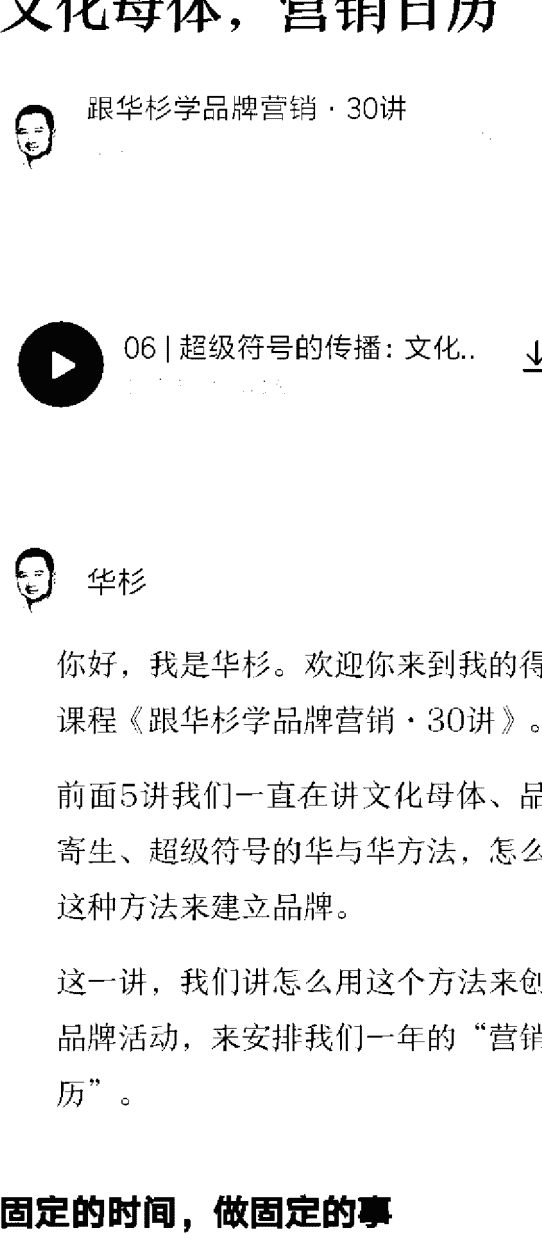 文化母体，营销日历
跟华杉学品牌营销·30讲
06 | 超级符号的传播：文化..
华杉
你好，我是华杉。欢迎你来到我的得
课程《跟华杉学品牌营销·30讲》。
前面5讲我们一直在讲文化母体、品
寄生、超级符号的华与华方法，怎么
这种方法来建立品牌。
这一讲，我们讲怎么用这个方法来创
品牌活动，来安排我们一年的“营销
历”。
固定的时间，做固定的事